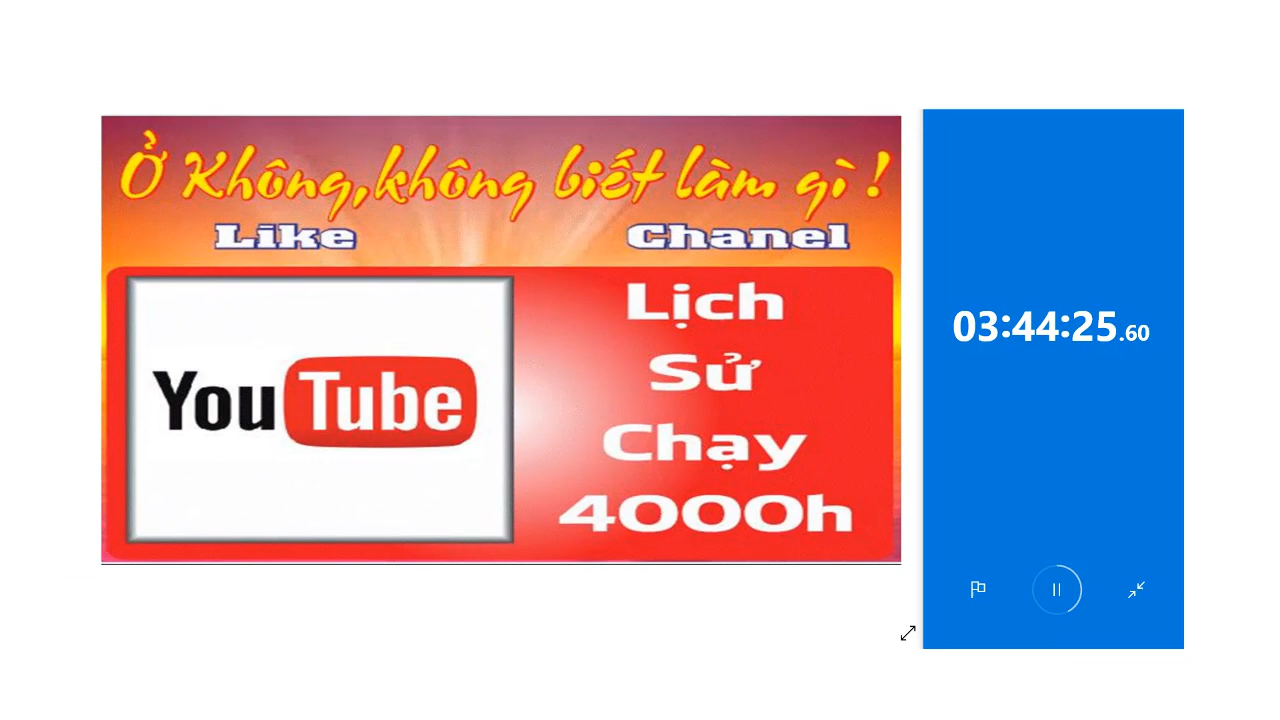 Ở Không,không biết làm gì !
Like Chanel
YouTube
Lịch
Sử
Chạy
4000h
03:44:25.60